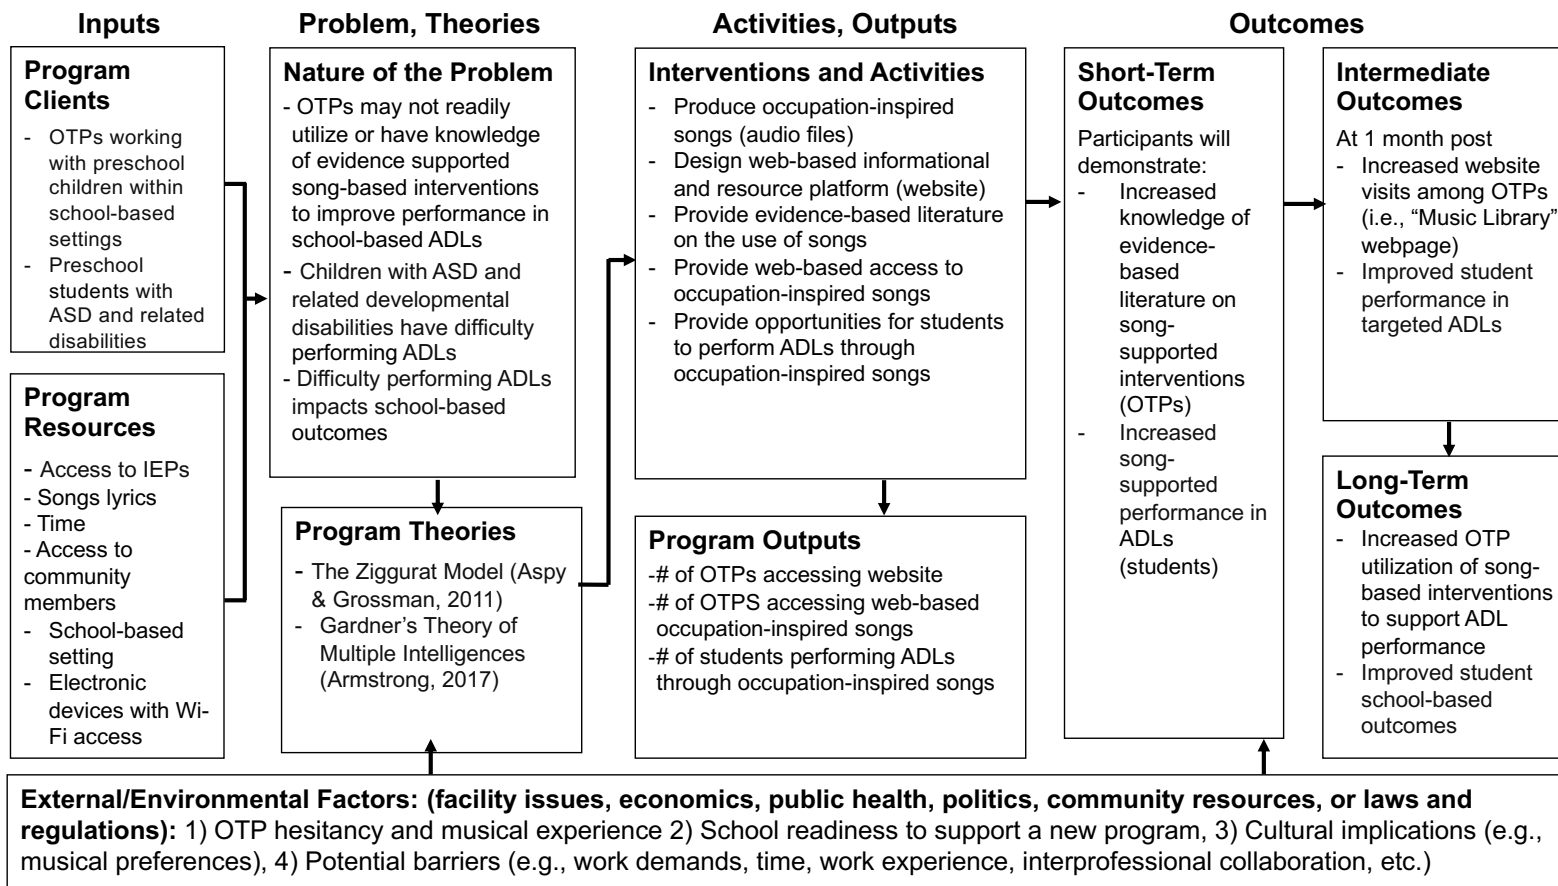 Inputs
Problem, Theories
Activities, Outputs
Outcomes
Program
Clients
- OTPs working
with preschool
children within
school-based
settings
- Preschool
students with
ASD and related
disabilities
Program
Resources
- Access to IEPs
- Songs lyrics
- Time
- Access to
community
members
- School-based
setting
- Electronic
devices with Wi-
Fi access
Nature of the Problem
- OTPs may not readily
utilize or have knowledge
of evidence supported
song-based interventions
to improve performance in
school-based ADLs
- Children with ASD and
related developmental
disabilities have difficulty
performing ADLs
- Difficulty performing ADLs
impacts school-based
outcomes
Program Theories
- The Ziggurat Model (Aspy
& Grossman, 2011)
- Gardner’s Theory of
Multiple Intelligences
(Armstrong, 2017)
Interventions and Activities
- Produce occupation-inspired
songs (audio files)
- Design web-based informational
and resource platform (website)
- Provide evidence-based literature
on the use of songs
- Provide web-based access to
occupation-inspired songs
- Provide opportunities for students
to perform ADLs through
occupation-inspired songs
Program Outputs
-# of OTPs accessing website
-# of OTPS accessing web-based
occupation-inspired songs
-# of students performing ADLs
through occupation-inspired songs
Short-Term
Outcomes
Participants will
demonstrate:
- Increased
knowledge of
evidence-
based
literature on
song-
supported
interventions
(OTPs)
- Increased
song-
supported
performance in
ADLs
(students)
Intermediate
Outcomes
At 1 month post
- Increased website
visits among OTPs
(i.e., “Music Library”
webpage)
- Improved student
performance in
targeted ADLs
Long-Term
Outcomes
- Increased OTP
utilization of song-
based interventions
to support ADL
performance
- Improved student
school-based
outcomes
External/Environmental Factors: (facility issues, economics, public health, politics, community resources, or laws and
regulations): 1) OTP hesitancy and musical experience 2) School readiness to support a new program, 3) Cultural implications (e.g.,
musical preferences), 4) Potential barriers (e.g., work demands, time, work experience, interprofessional collaboration, etc.)